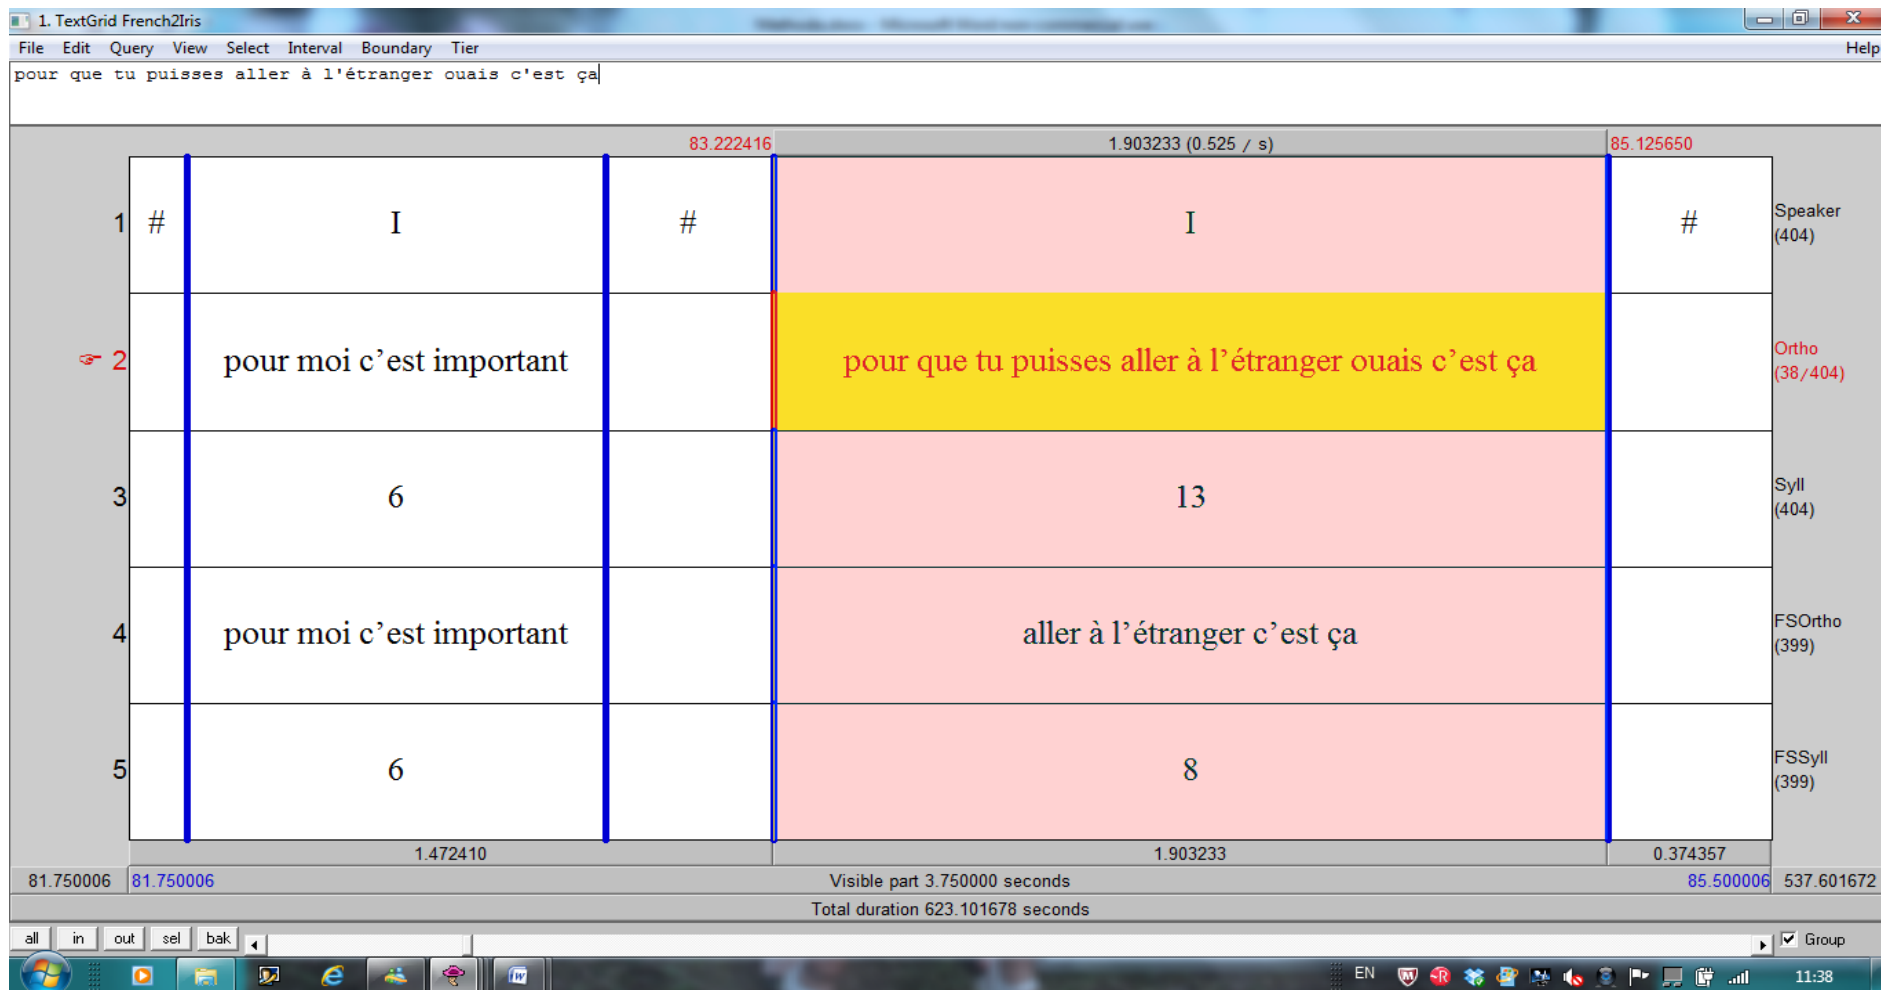 1. TextGrid French2Iris
File Edit Query View Select Interval Boundary Tier Help
pour que tu puisses aller à l'étranger ouais c'est ça
83.222416 1.903233 (0.525 / s) 85.125650
1 # I # I # Speaker
(404)
☞ 2 pour moi c’est important pour que tu puisses aller à l’étranger ouais c’est ça Ortho
(38/404)
3 6 13 Syll
(404)
4 pour moi c’est important aller à l’étranger c’est ça FSOrtho
(399)
5 6 8 FSSyll
(399)
1.472410 1.903233 0.374357
81.750006 81.750006 Visible part 3.750000 seconds 85.500006 537.601672
Total duration 623.101678 seconds
all in out sel bak Group
EN 11:38